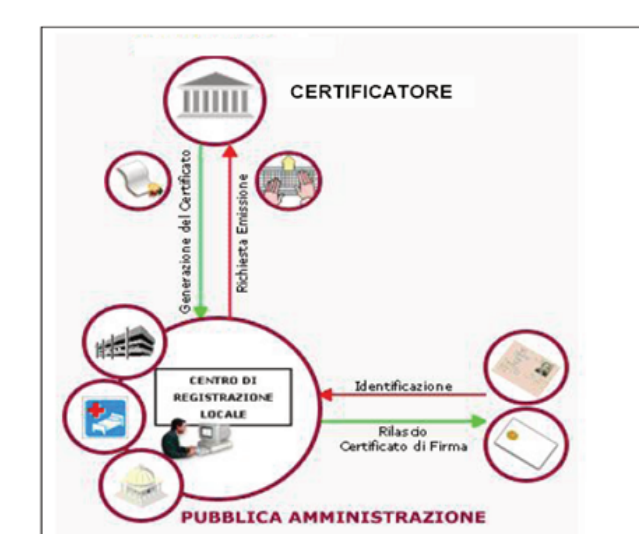 CERTIFICATORE
Generazione del Certificato
Richiesta Emissione
CENTRO DI
REGISTRAZIONE
LOCALE
Identificazione
Rilascio
Certificato di Firma
PUBBLICA AMMINISTRAZIONE